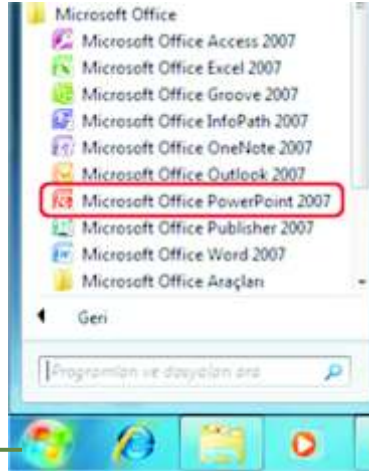 Microsoft Office
Microsoft Office Access 2007
Microsoft Office Excel 2007
Microsoft Office Groove 2007
Microsoft Office InfoPath 2007
Microsoft Office OneNote 2007
Microsoft Office Outlook 2007
Microsoft Office PowerPoint 2007
Microsoft Office Publisher 2007
Microsoft Office Word 2007
Microsoft Office Araçları
Geri
Programları ve dosyaları ara